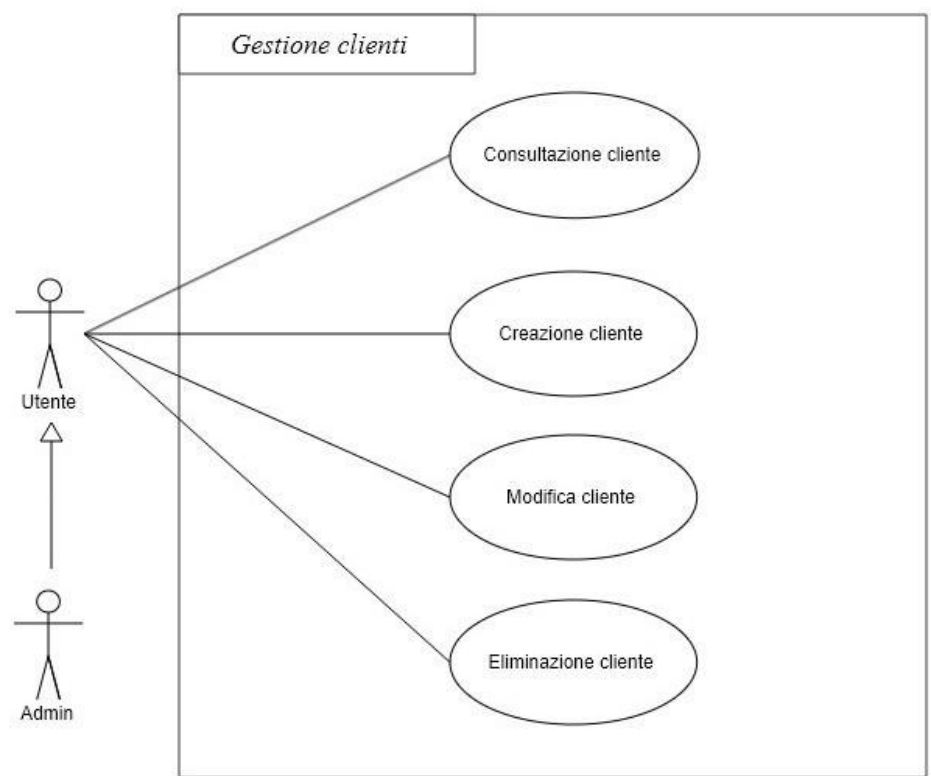 Gestione clienti
Consultazione cliente
Creazione cliente
Utente
Modifica cliente
Eliminazione cliente
Admin